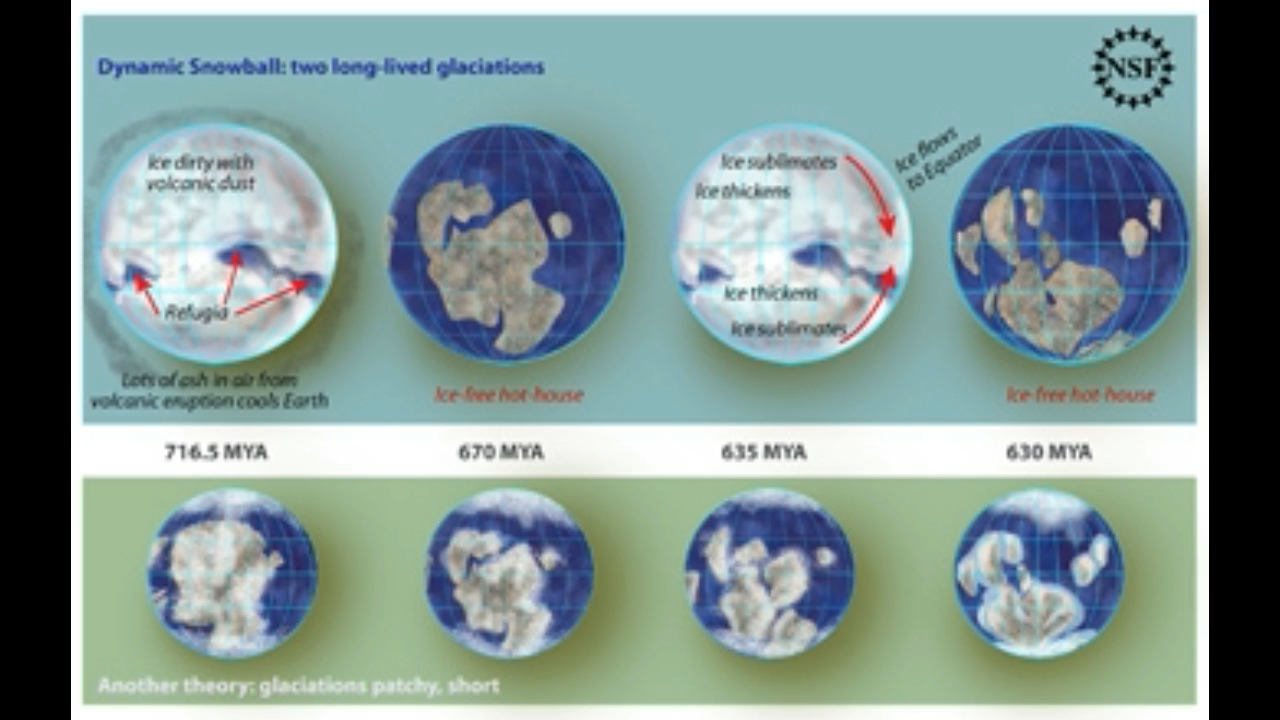 Dynamic Snowball: two long-lived glaciations
NSF
Ice dirty with
volcanic dust
Refugia
Lots of ash in air from
volcanic eruption cools Earth
Ice-free hot-house
Ice sublimates
Ice thickens
Ice thickens
Ice sublimates
Ice flows
to Equator
Ice-free hot-house
716.5 MYA
670 MYA
635 MYA
630 MYA
Another theory: glaciations patchy, short